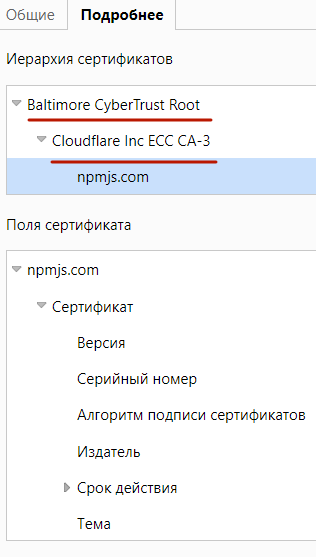 Общие Подробнее
Иерархия сертификатов
Baltimore CyberTrust Root
Cloudflare Inc ECC CA-3
npmjs.com
Поля сертификата
npmjs.com
Сертификат
Версия
Серийный номер
Алгоритм подписи сертификатов
Издатель
Срок действия
Тема